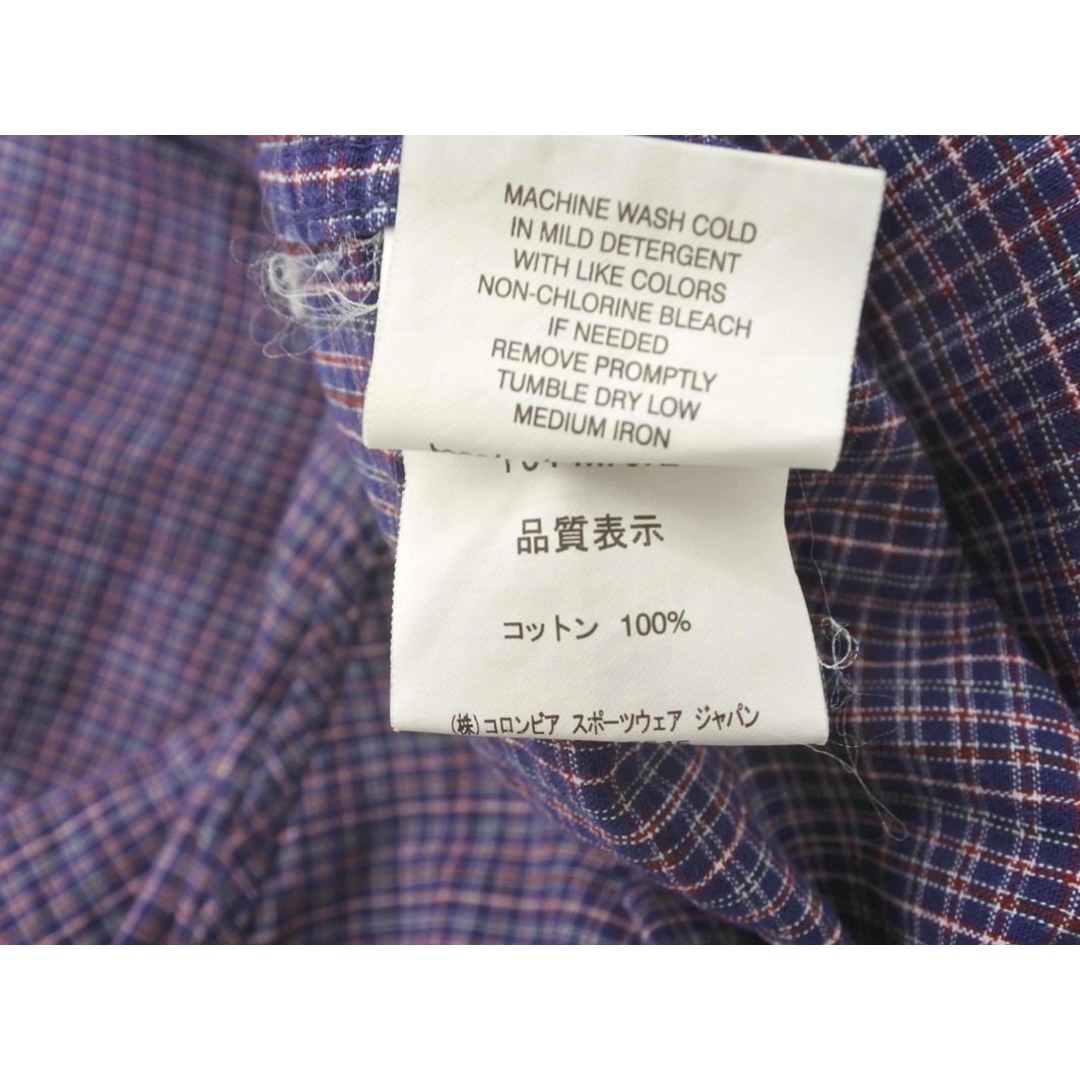 MACHINE WASH COLD
IN MILD DETERGENT
WITH LIKE COLORS
NON-CHLORINE BLEACH
IF NEEDED
REMOVE PROMPTLY
TUMBLE DRY LOW
MEDIUM IRON
品質表示
コットン 100%
(株)コロンビア スポーツウェア ジャパン